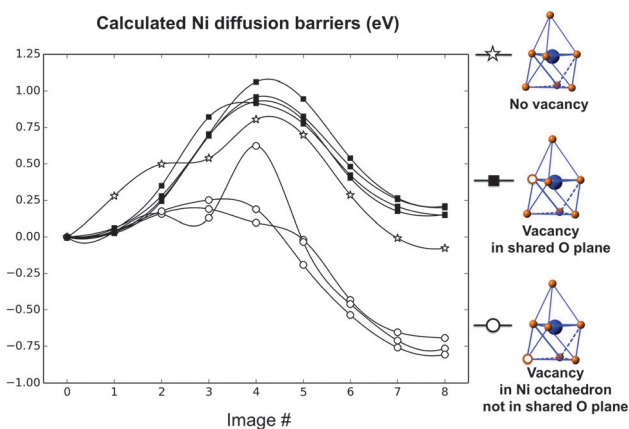 Calculated Ni diffusion barriers (eV)
1.25
1.00
0.75
0.50
0.25
0.00
−0.25
−0.50
−0.75
−1.00
0 1 2 3 4 5 6 7 8
Image #
No vacancy
Vacancy
in shared O plane
Vacancy
in Ni octahedron
not in shared O plane